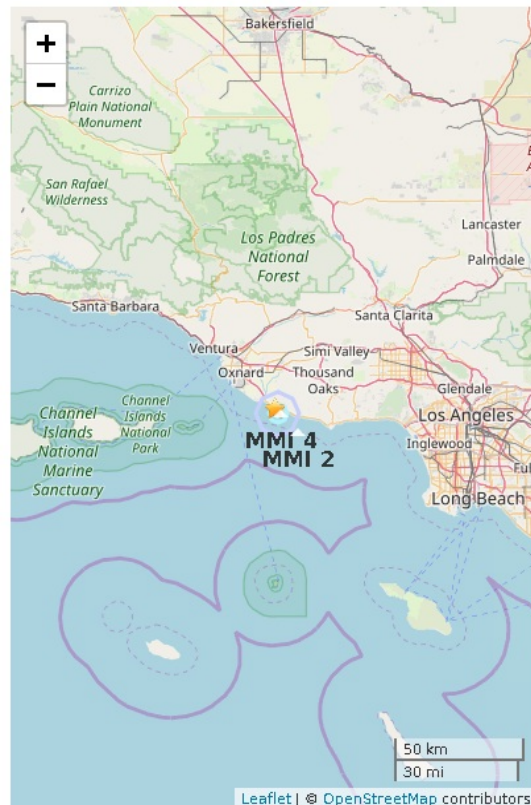 Bakersfield
+
−
Carrizo
Plain National
Monument
San Rafael
Wilderness
Los Padres
National
Forest
Lancaster
Palmdale
Santa Barbara
Santa Clarita
Ventura
Simi Valley
Oxnard
Thousand
Oaks
Glendale
Channel
Islands
National
Park
Channel
Islands
National
Marine
Sanctuary
Los Angeles
MMI 4
Inglewood
MMI 2
Long Beach
50 km
30 mi
Leaflet | © OpenStreetMap contributors